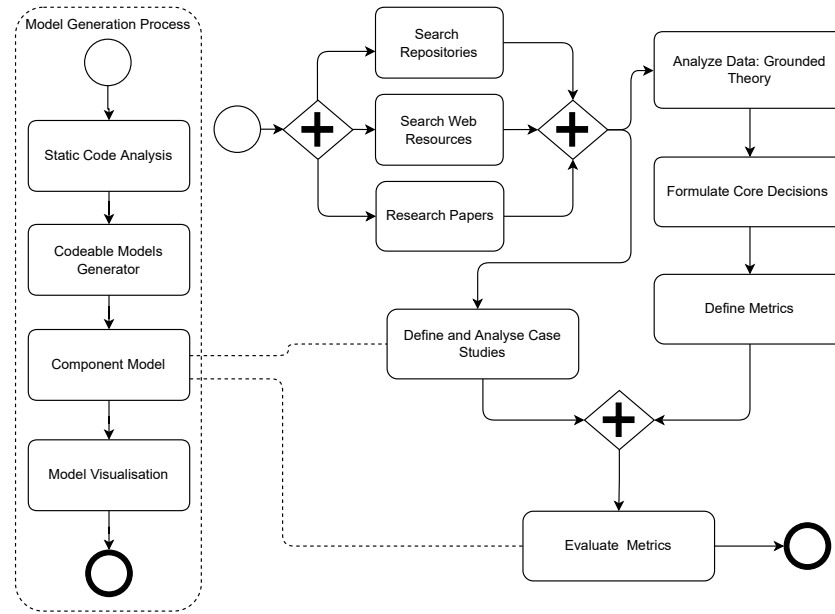 Model Generation Process
Static Code Analysis
Codeable Models
Generator
Component Model
Model Visualisation
Search
Repositories
Search Web
Resources
Research Papers
Analyze Data: Grounded
Theory
Formulate Core Decisions
Define Metrics
Define and Analyse Case
Studies
Evaluate Metrics